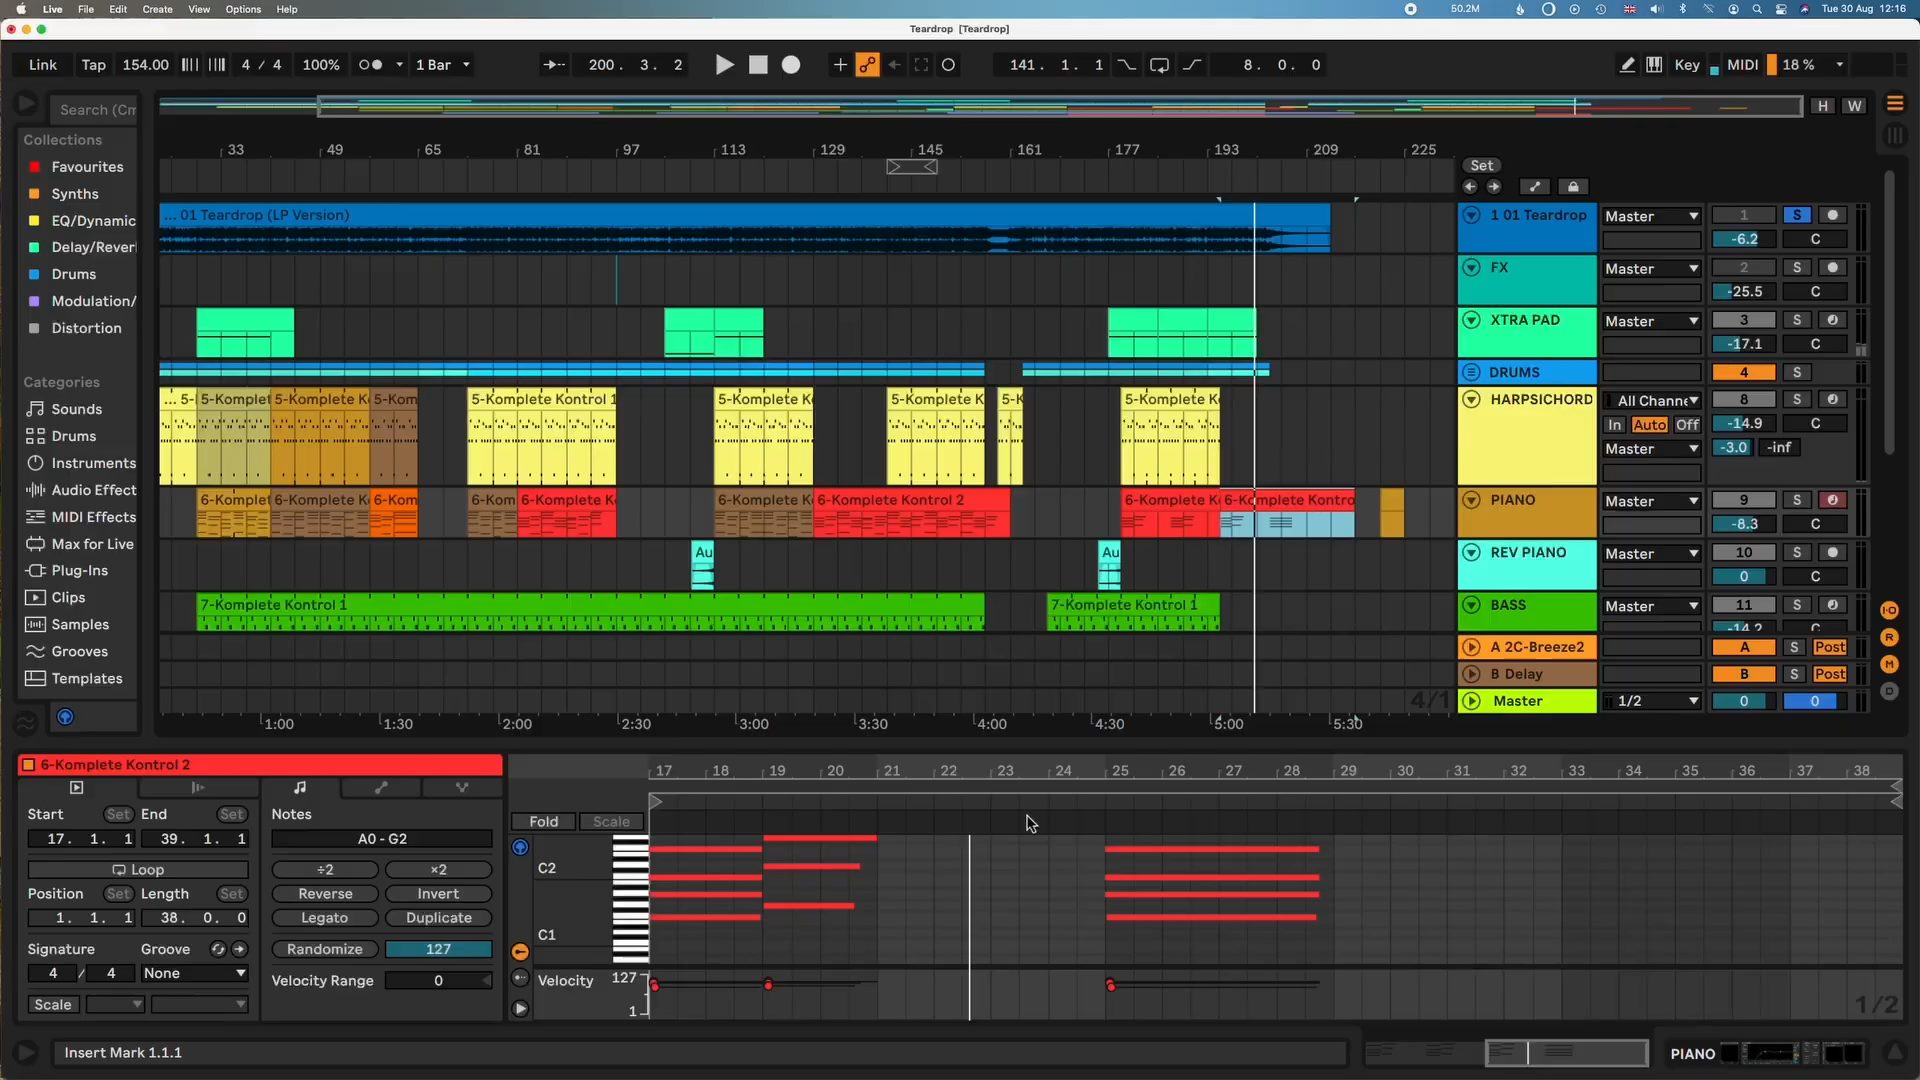 Live File Edit Create View Options Help
50.2M Tue 30 Aug 12:16
Teardrop [Teardrop]
Link Tap 154.00 4 / 4 100% 1 Bar 200. 3. 2 141. 1. 1 8. 0. 0 Key MIDI 18 %
Search (Cm
H W
Collections
Favourites
Synths
EQ/Dynamic
Delay/Rever
Drums
Modulation/
Distortion
Categories
Sounds
Drums
Instruments
Audio Effect
MIDI Effects
Max for Live
Plug-Ins
Clips
Samples
Grooves
Templates
33 49 65 81 97 113 129 145 161 177 193 209 225
Set
... 01 Teardrop (LP Version)
1 01 Teardrop Master 1 S
-6.2 C
FX Master 2 S
-25.5 C
XTRA PAD Master 3 S
-17.1 C
DRUMS 4 S
... 5- 5-Komplet 5-Komplete K 5-Kom 5-Komplete Kontrol 1 5-Komplete K 5-Komplete K 5-K 5-Komplete K
HARPSICHORD All Channe 8 S
In Auto Off -14.9 C
Master -3.0 -inf
6-Komplet 6-Komplete K 6-Kom 6-Kom 6-Komplete K 6-Komplete K 6-Komplete Kontrol 2 6-Komplete K 6-Komplete Kontro
PIANO Master 9 S
-8.3 C
Au Au
REV PIANO Master 10 S
0 C
7-Komplete Kontrol 1 7-Komplete Kontrol 1
BASS Master 11 S
-14.2 C
A 2C-Breeze2 A S Post
B Delay B S Post
4/1
Master 1/2 0 0
1:00 1:30 2:00 2:30 3:00 3:30 4:00 4:30 5:00 5:30
I·O
R
M
D
6-Komplete Kontrol 2
Start Set End Set
17. 1. 1 39. 1. 1
Loop
Position Set Length Set
1. 1. 1 38. 0. 0
Signature Groove
4 / 4 None
Scale
Notes
A0 - G2
÷2 ×2
Reverse Invert
Legato Duplicate
Randomize 127
Velocity Range 0
17 18 19 20 21 22 23 24 25 26 27 28 29 30 31 32 33 34 35 36 37 38
Fold Scale
C2
C1
Velocity 127
1
1/2
Insert Mark 1.1.1
PIANO